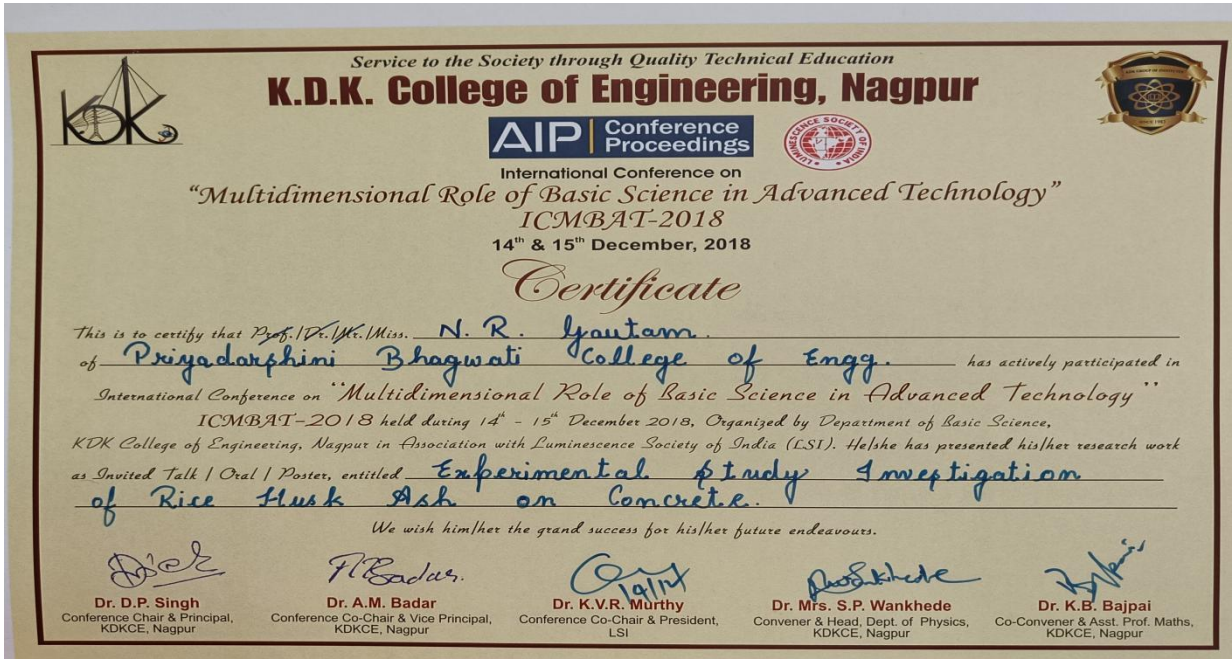 Service to the Society through Quality Technical Education
K.D.K. College of Engineering, Nagpur
KDK
AIP Conference Proceedings
LUMINESCENCE SOCIETY OF INDIA
International Conference on
"Multidimensional Role of Basic Science in Advanced Technology"
ICMBAT-2018
14th & 15th December, 2018
Certificate
This is to certify that Prof./Dr./Mr./Miss. N. R. Gautam.
of Priyadarshini Bhagwati College of Engg. has actively participated in
International Conference on "Multidimensional Role of Basic Science in Advanced Technology"
ICMBAT-2018 held during 14th - 15th December 2018, Organized by Department of Basic Science,
KDK College of Engineering, Nagpur in Association with Luminescence Society of India (LSI). He/she has presented his/her research work
as Invited Talk / Oral / Poster, entitled Experimental Study Investigation
of Rice Husk Ash on Concrete.
We wish him/her the grand success for his/her future endeavours.
Dr. D.P. Singh
Conference Chair & Principal,
KDKCE, Nagpur
Dr. A.M. Badar
Conference Co-Chair & Vice Principal,
KDKCE, Nagpur
Dr. K.V.R. Murthy
Conference Co-Chair & President,
LSI
Dr. Mrs. S.P. Wankhede
Convener & Head, Dept. of Physics,
KDKCE, Nagpur
Dr. K.B. Bajpai
Co-Convener & Asst. Prof. Maths,
KDKCE, Nagpur